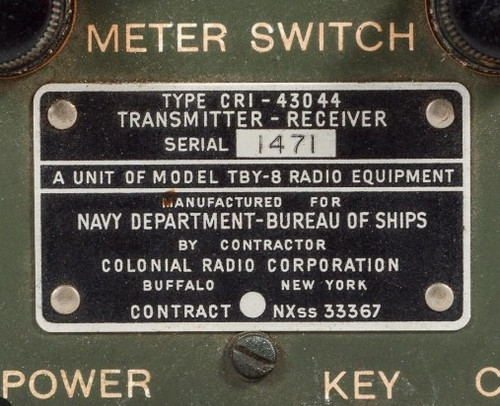 METER SWITCH
TYPE CRI-43044
TRANSMITTER-RECEIVER
SERIAL 1471
A UNIT OF MODEL TBY-8 RADIO EQUIPMENT
MANUFACTURED FOR
NAVY DEPARTMENT-BUREAU OF SHIPS
BY CONTRACTOR
COLONIAL RADIO CORPORATION
BUFFALO NEW YORK
CONTRACT NXss 33367
POWER KEY C